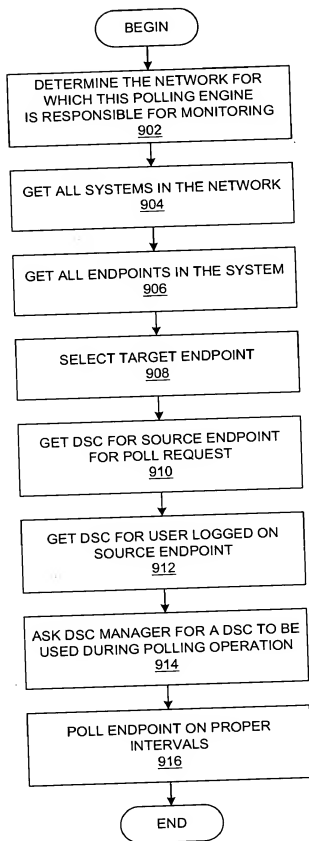 BEGIN
DETERMINE THE NETWORK FOR
WHICH THIS POLLING ENGINE
IS RESPONSIBLE FOR MONITORING
902
GET ALL SYSTEMS IN THE NETWORK
904
GET ALL ENDPOINTS IN THE SYSTEM
906
SELECT TARGET ENDPOINT
908
GET DSC FOR SOURCE ENDPOINT
FOR POLL REQUEST
910
GET DSC FOR USER LOGGED ON
SOURCE ENDPOINT
912
ASK DSC MANAGER FOR A DSC TO BE
USED DURING POLLING OPERATION
914
POLL ENDPOINT ON PROPER
INTERVALS
916
END